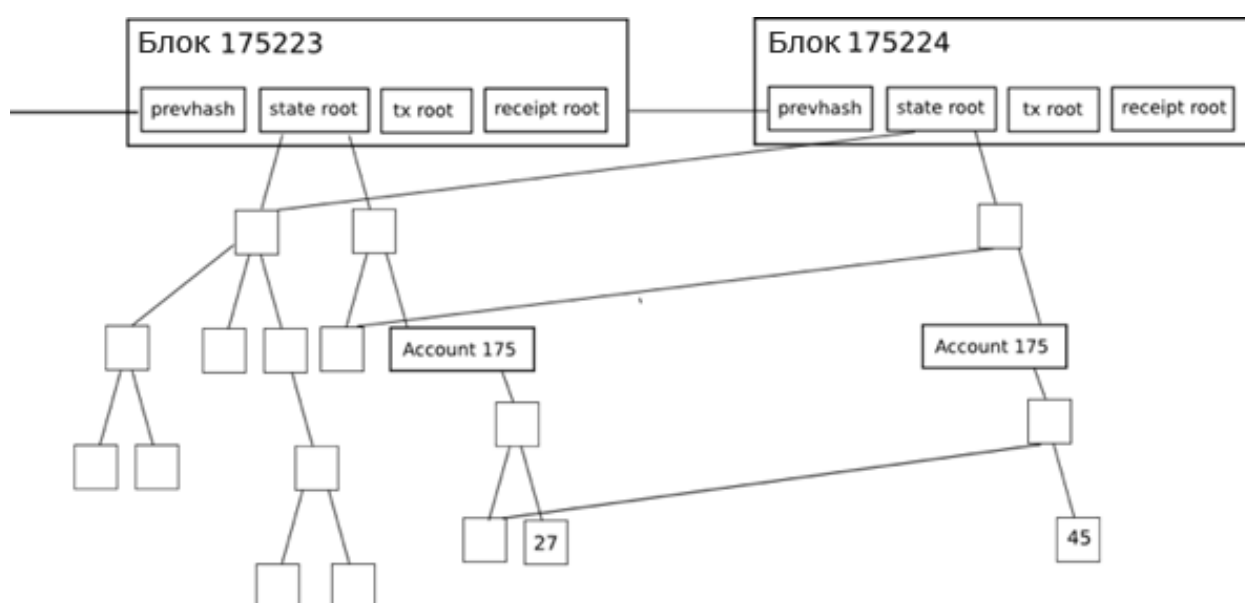 Блок 175223
Блок 175224
prevhash
state root
tx root
receipt root
prevhash
state root
tx root
receipt root
Account 175
Account 175
27
45